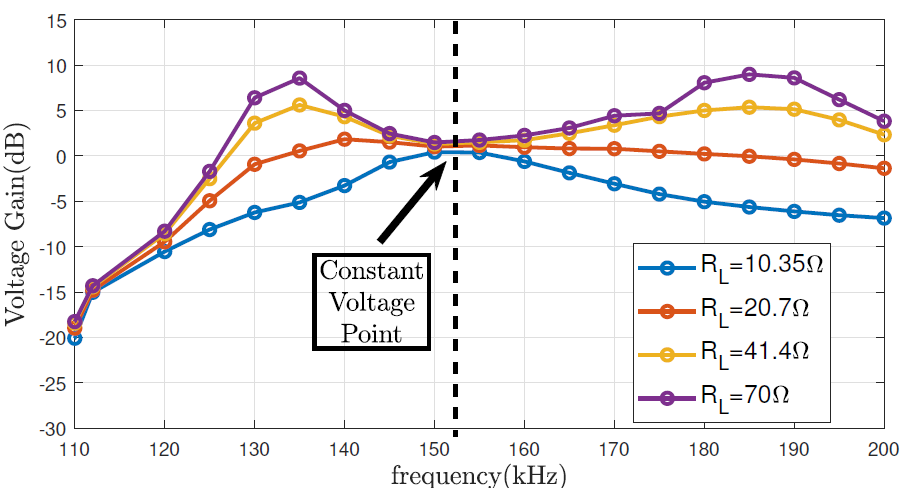 15
10
5
0
-5
-10
-15
-20
-25
-30
Voltage Gain(dB)
110 120 130 140 150 160 170 180 190 200
frequency(kHz)
Constant
Voltage
Point
R_L=10.35Ω
R_L=20.7Ω
R_L=41.4Ω
R_L=70Ω